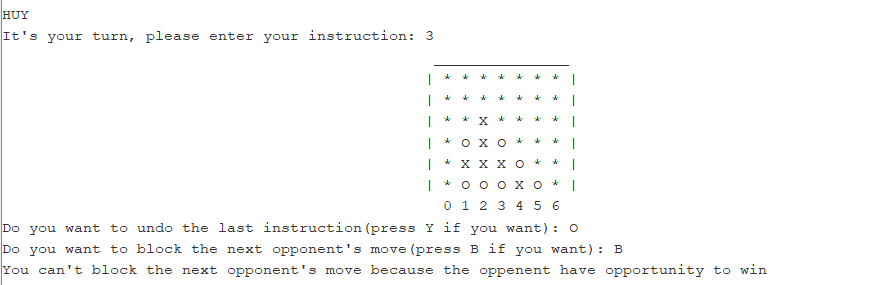 HUY
It's your turn, please enter your instruction: 3
| * * * * * * * |
| * * * * * * * |
| * * X * * * * |
| * O X O * * * |
| * X X X O * * |
| * O O O X O * |
0 1 2 3 4 5 6
Do you want to undo the last instruction(press Y if you want): O
Do you want to block the next opponent's move(press B if you want): B
You can't block the next opponent's move because the oppenent have opportunity to win